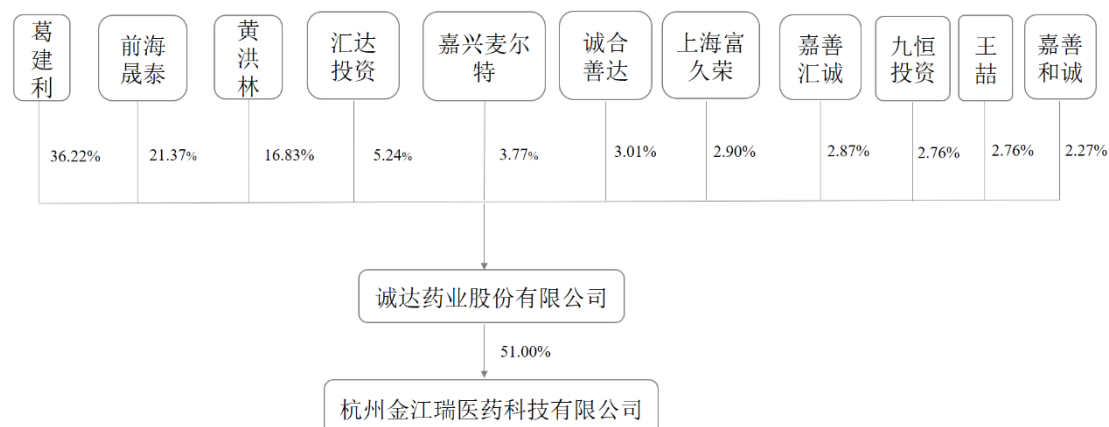 葛
建
利
前海
晟泰
黄
洪
林
汇达
投资
嘉兴麦尔
特
诚合
善达
上海富
久荣
嘉善
汇诚
九恒
投资
王
喆
嘉善
和诚
36.22%
21.37%
16.83%
5.24%
3.77%
3.01%
2.90%
2.87%
2.76%
2.76%
2.27%
诚达药业股份有限公司
51.00%
杭州金江瑞医药科技有限公司